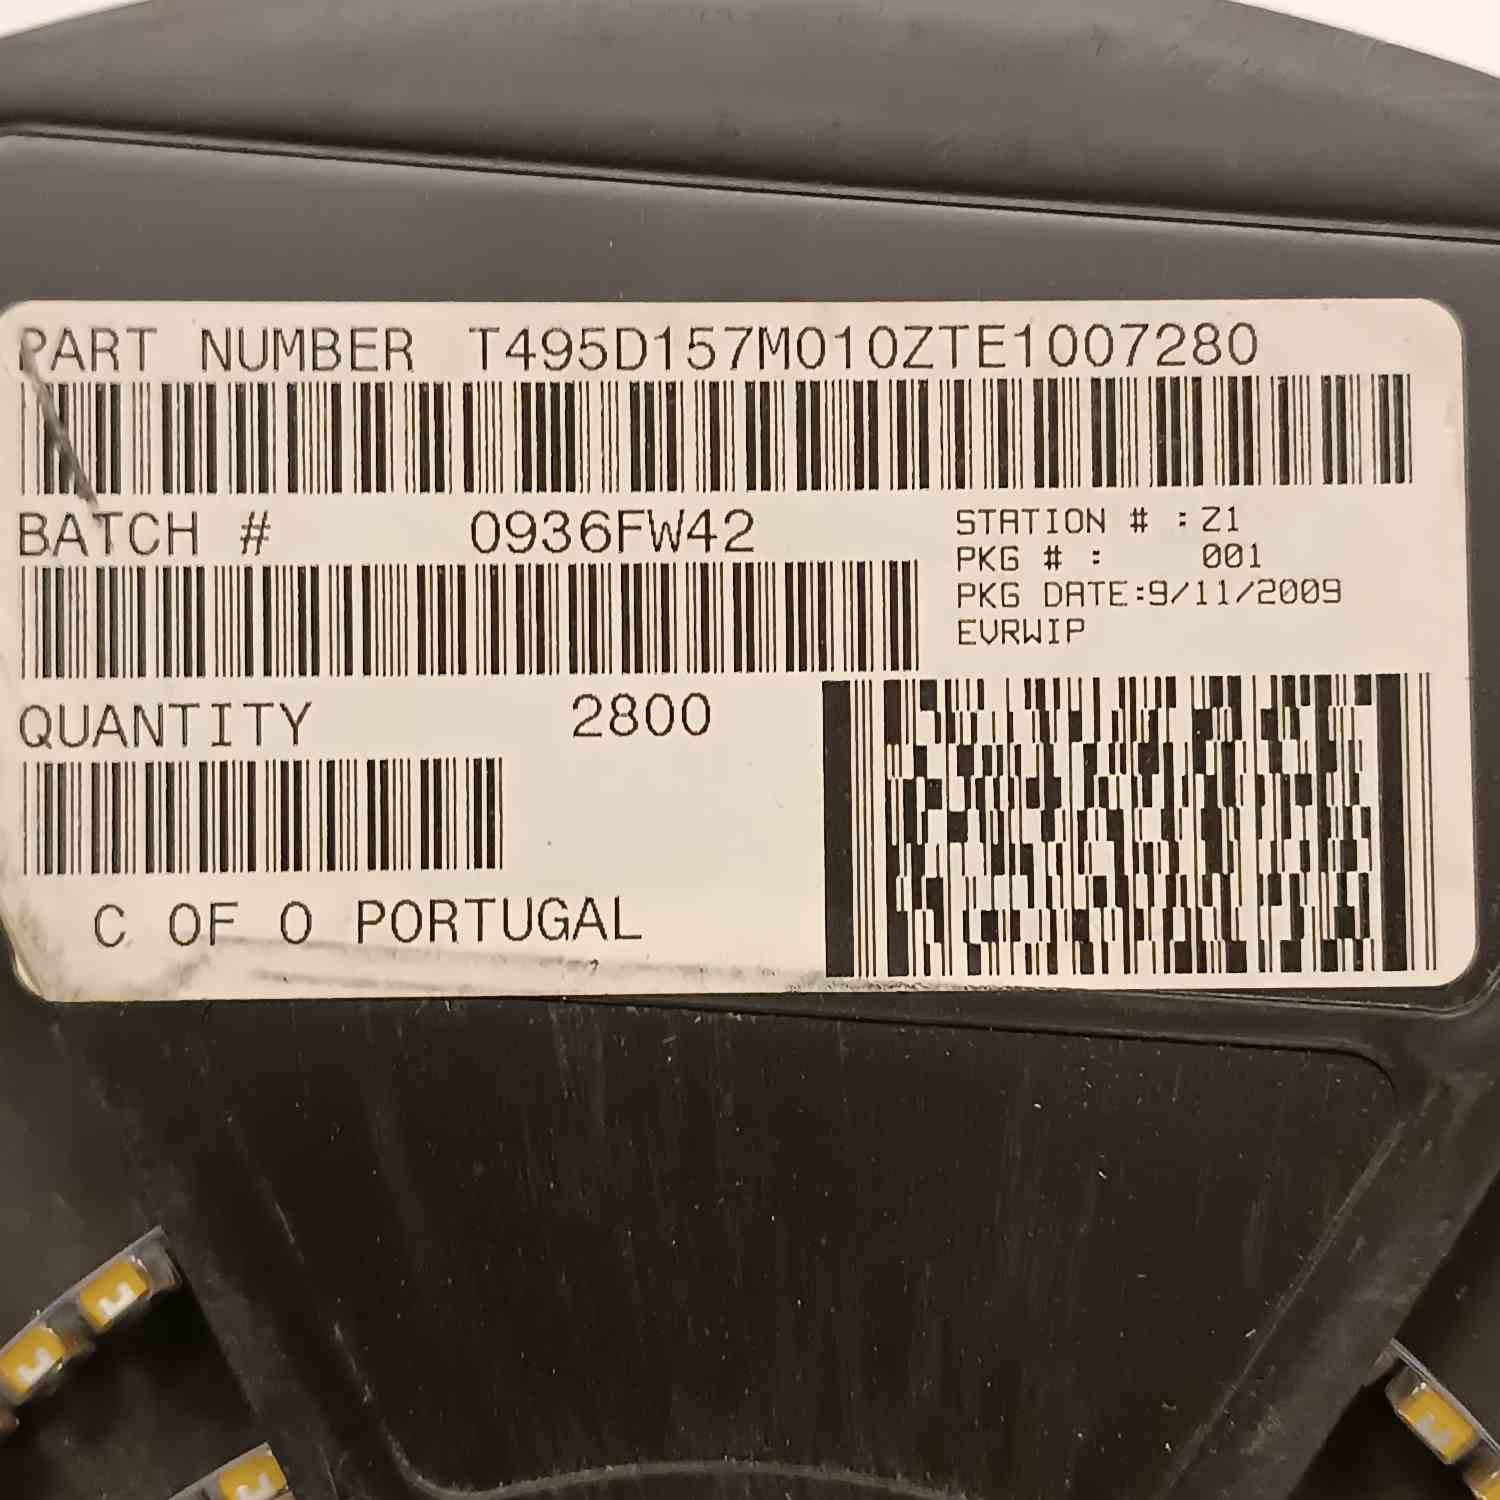 PART NUMBER T495D157M010ZTE1007280
BATCH # 0936FW42
STATION # : Z1
PKG # : 001
PKG DATE:9/11/2009
EVRWIP
QUANTITY 2800
C OF O PORTUGAL